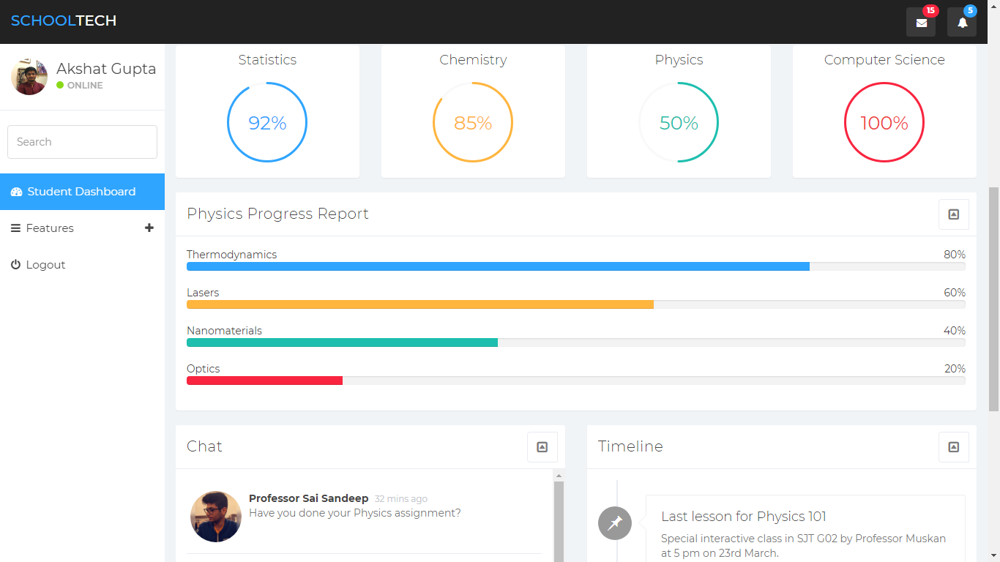 SCHOOLTECH
15
5
Akshat Gupta
ONLINE
Search
Student Dashboard
Features
Logout
Statistics
92%
Chemistry
85%
Physics
50%
Computer Science
100%
Physics Progress Report
Thermodynamics 80%
Lasers 60%
Nanomaterials 40%
Optics 20%
Chat
Professor Sai Sandeep 32 mins ago
Have you done your Physics assignment?
Timeline
Last lesson for Physics 101
Special interactive class in SJT G02 by Professor Muskan
at 5 pm on 23rd March.